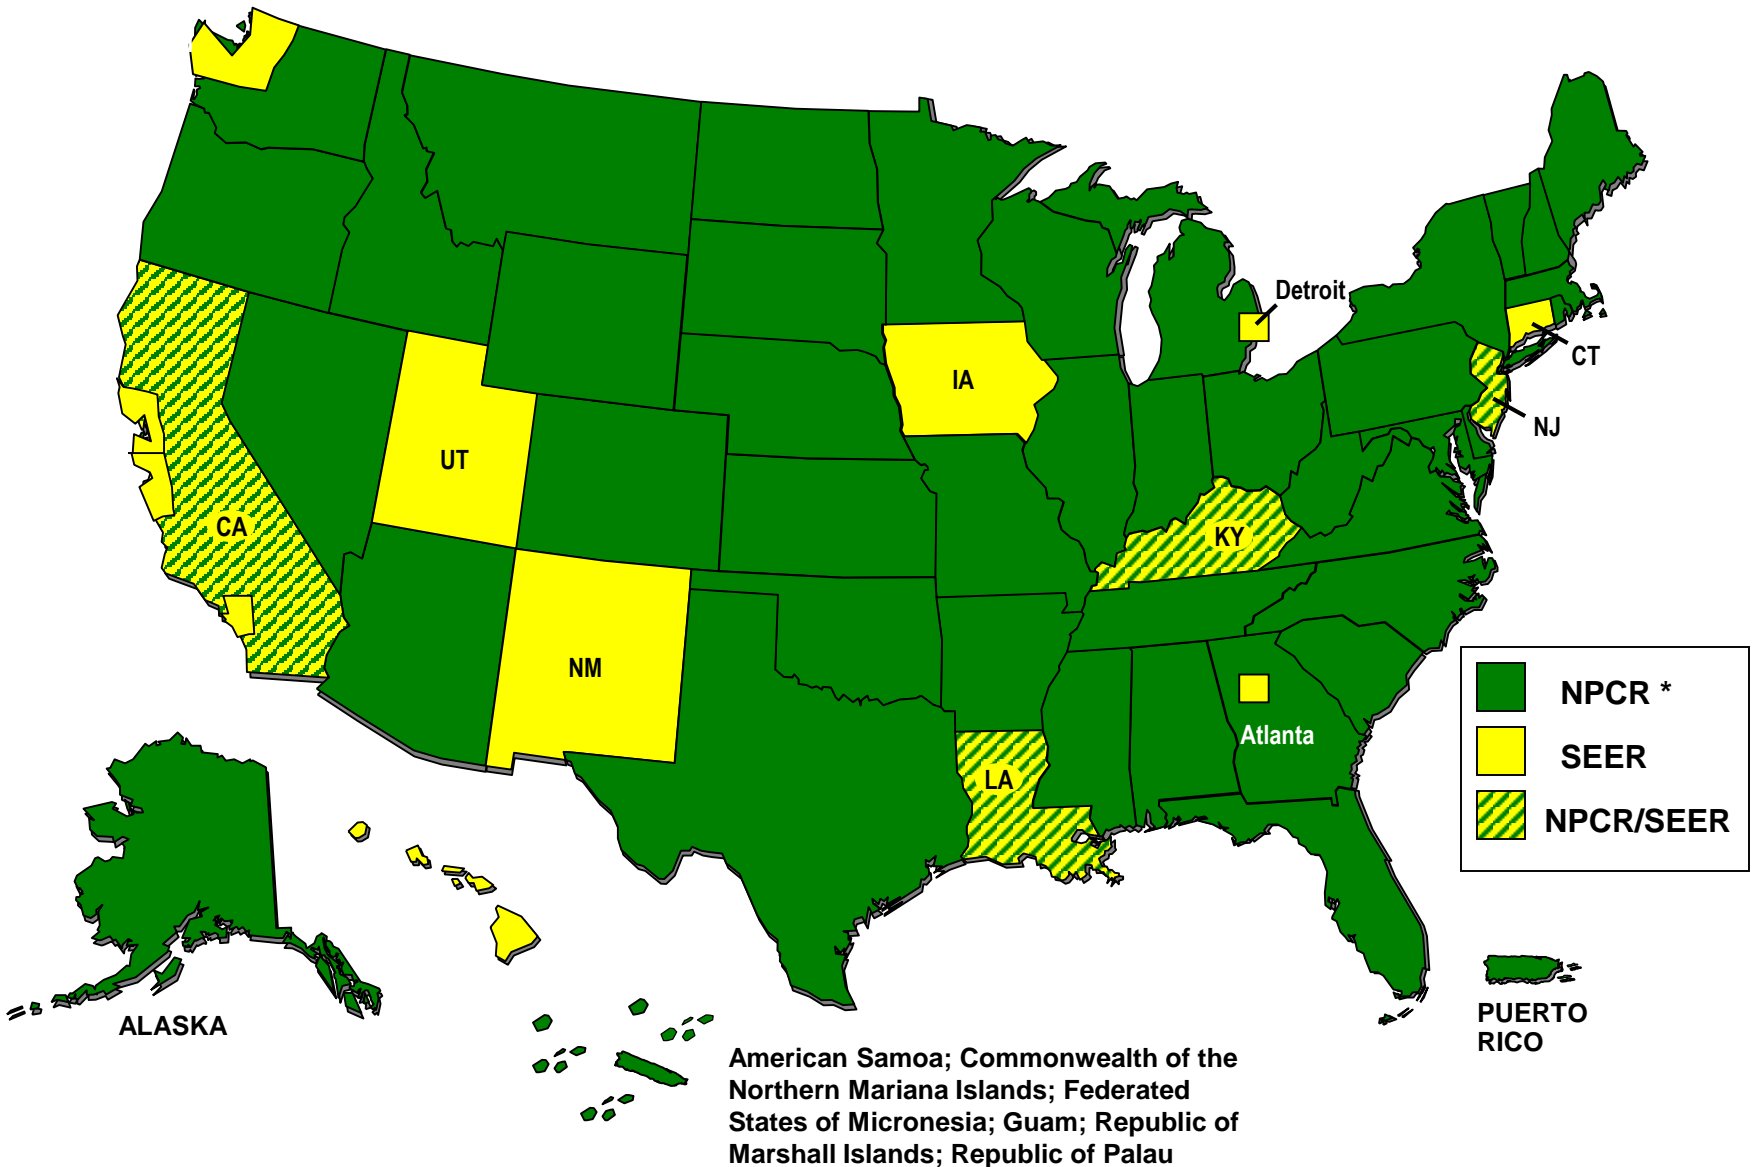 Detroit
CT
NJ
IA
UT
CA
KY
NM
Atlanta
LA
NPCR *
SEER
NPCR/SEER
ALASKA
PUERTO
RICO
American Samoa; Commonwealth of the
Northern Mariana Islands; Federated
States of Micronesia; Guam; Republic of
Marshall Islands; Republic of Palau